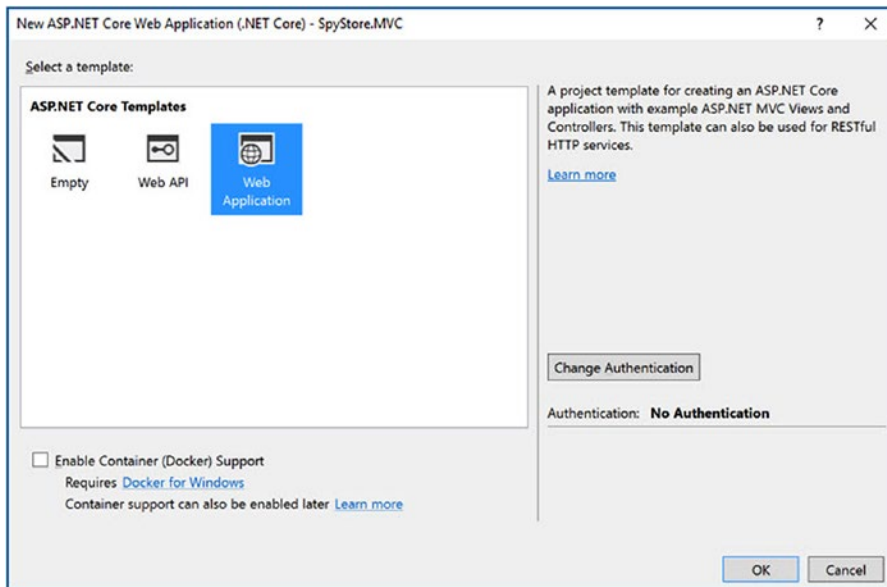 New ASP.NET Core Web Application (.NET Core) - SpyStore.MVC
?
Select a template:
ASP.NET Core Templates
Empty
Web API
Web
Application
A project template for creating an ASP.NET Core
application with example ASP.NET MVC Views and
Controllers. This template can also be used for RESTful
HTTP services.
Learn more
Change Authentication
Authentication: No Authentication
Enable Container (Docker) Support
Requires Docker for Windows
Container support can also be enabled later Learn more
OK
Cancel